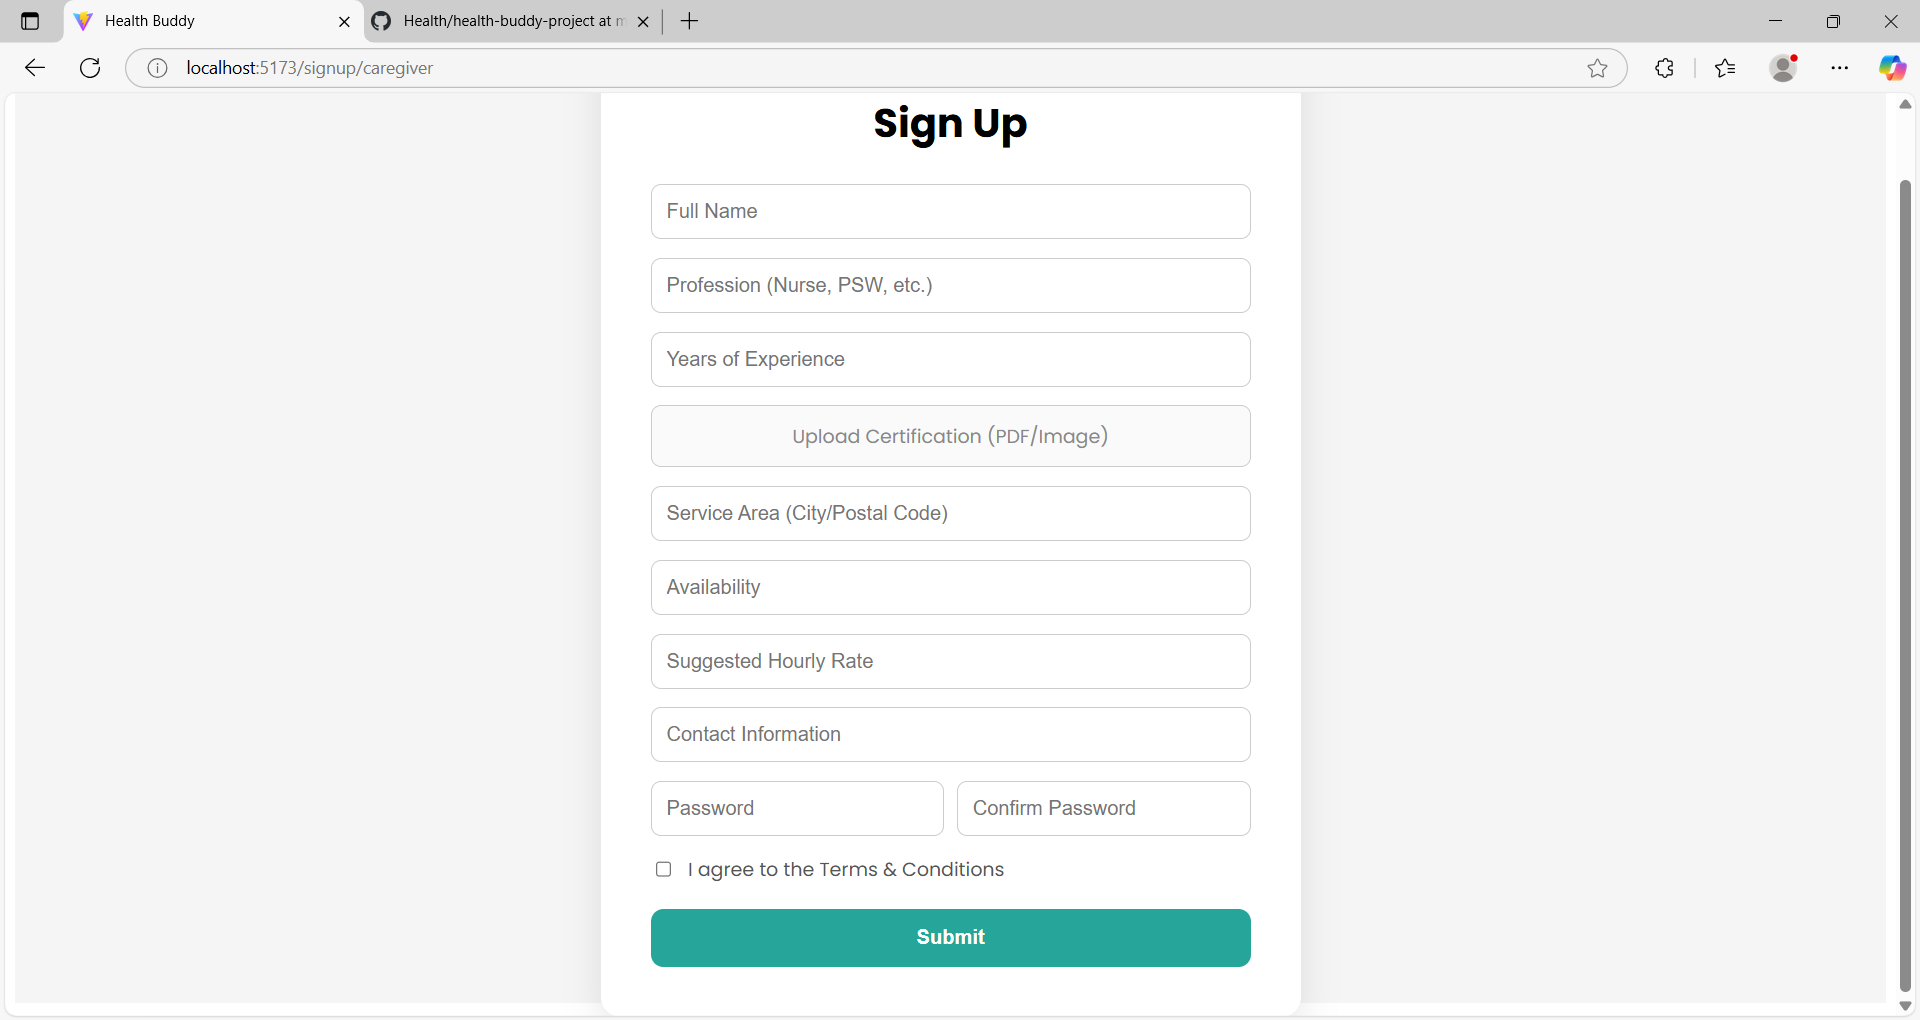 Health Buddy
Health/health-buddy-project at m
localhost:5173/signup/caregiver
Sign Up
Full Name
Profession (Nurse, PSW, etc.)
Years of Experience
Upload Certification (PDF/Image)
Service Area (City/Postal Code)
Availability
Suggested Hourly Rate
Contact Information
Password Confirm Password
I agree to the Terms & Conditions
Submit